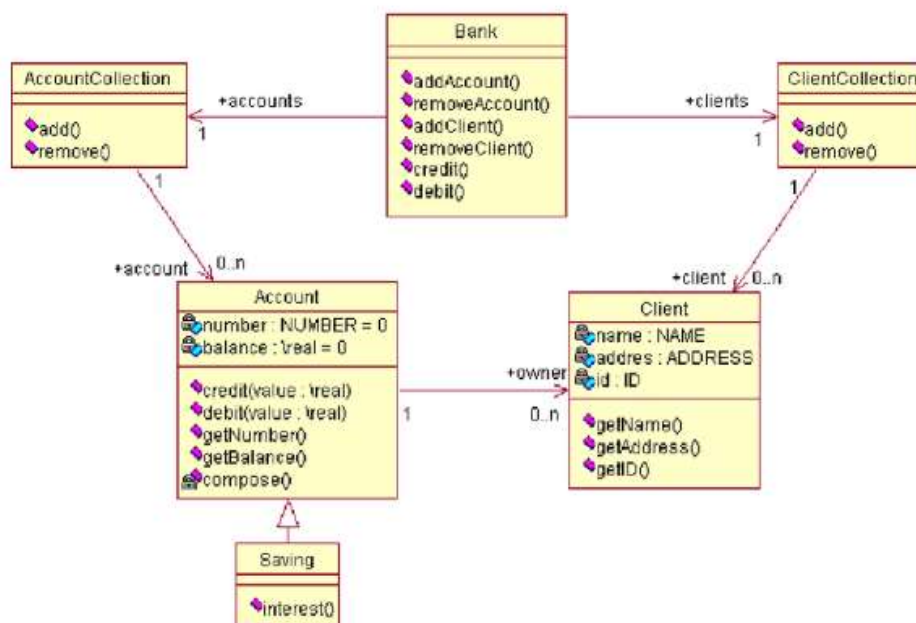 Bank
addAccount()
removeAccount()
addClient()
removeClient()
credit()
debit()
AccountCollection
add()
remove()
ClientCollection
add()
remove()
+accounts
1
+clients
1
1
+account
0..n
1
+client
0..n
Account
number : NUMBER = 0
balance : \real = 0
credit(value : \real)
debit(value : \real)
getNumber()
getBalance()
compose()
+owner
1
0..n
Client
name : NAME
addres : ADDRESS
id : ID
getName()
getAddress()
getID()
Saving
interest()